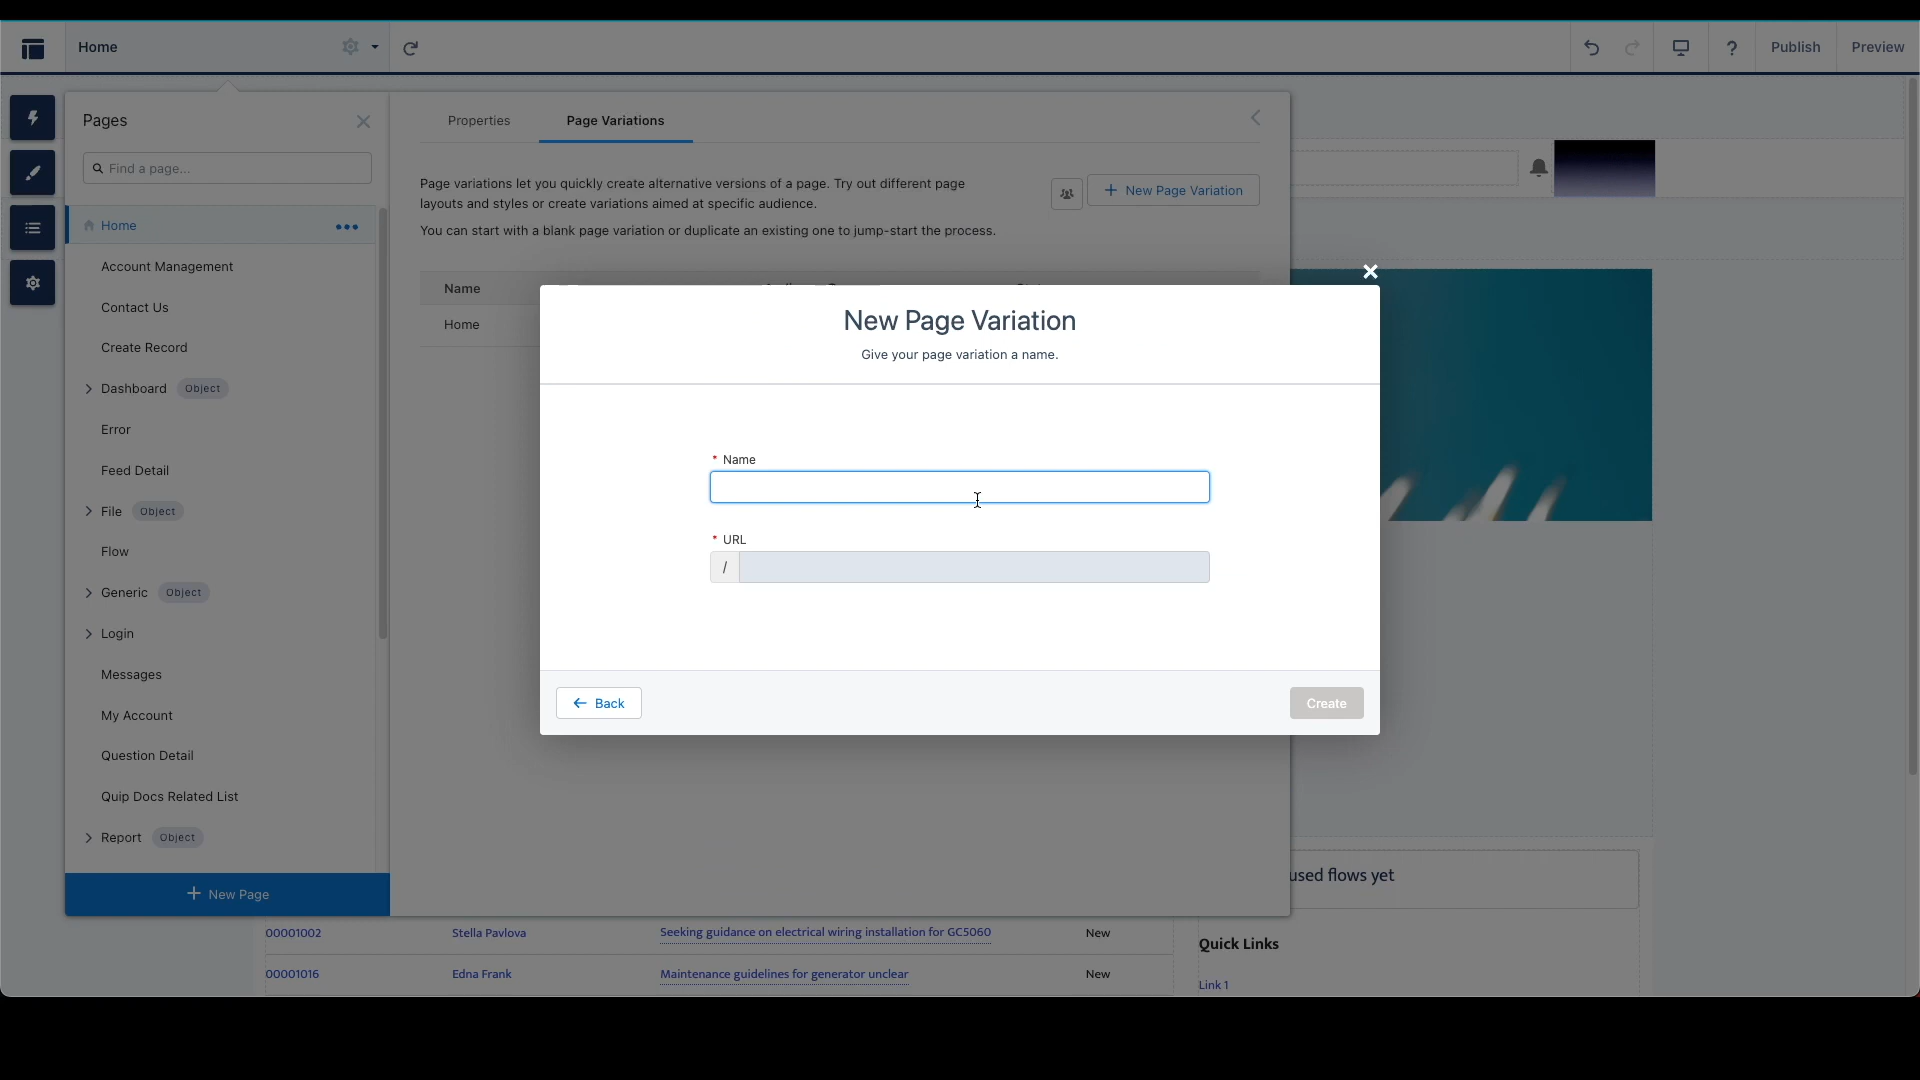 Home
?
Publish
Preview
Pages
Find a page...
Home
Account Management
Contact Us
Create Record
Dashboard Object
Error
Feed Detail
File Object
Flow
Generic Object
Login
Messages
My Account
Question Detail
Quip Docs Related List
Report Object
+ New Page
Properties
Page Variations
Page variations let you quickly create alternative versions of a page. Try out different page
layouts and styles or create variations aimed at specific audience.
You can start with a blank page variation or duplicate an existing one to jump-start the process.
+ New Page Variation
Name
Home
New Page Variation
Give your page variation a name.
* Name
* URL
/
Back
Create
used flows yet
00001002 Stella Pavlova Seeking guidance on electrical wiring installation for GC5060 New
00001016 Edna Frank Maintenance guidelines for generator unclear New
Quick Links
Link 1